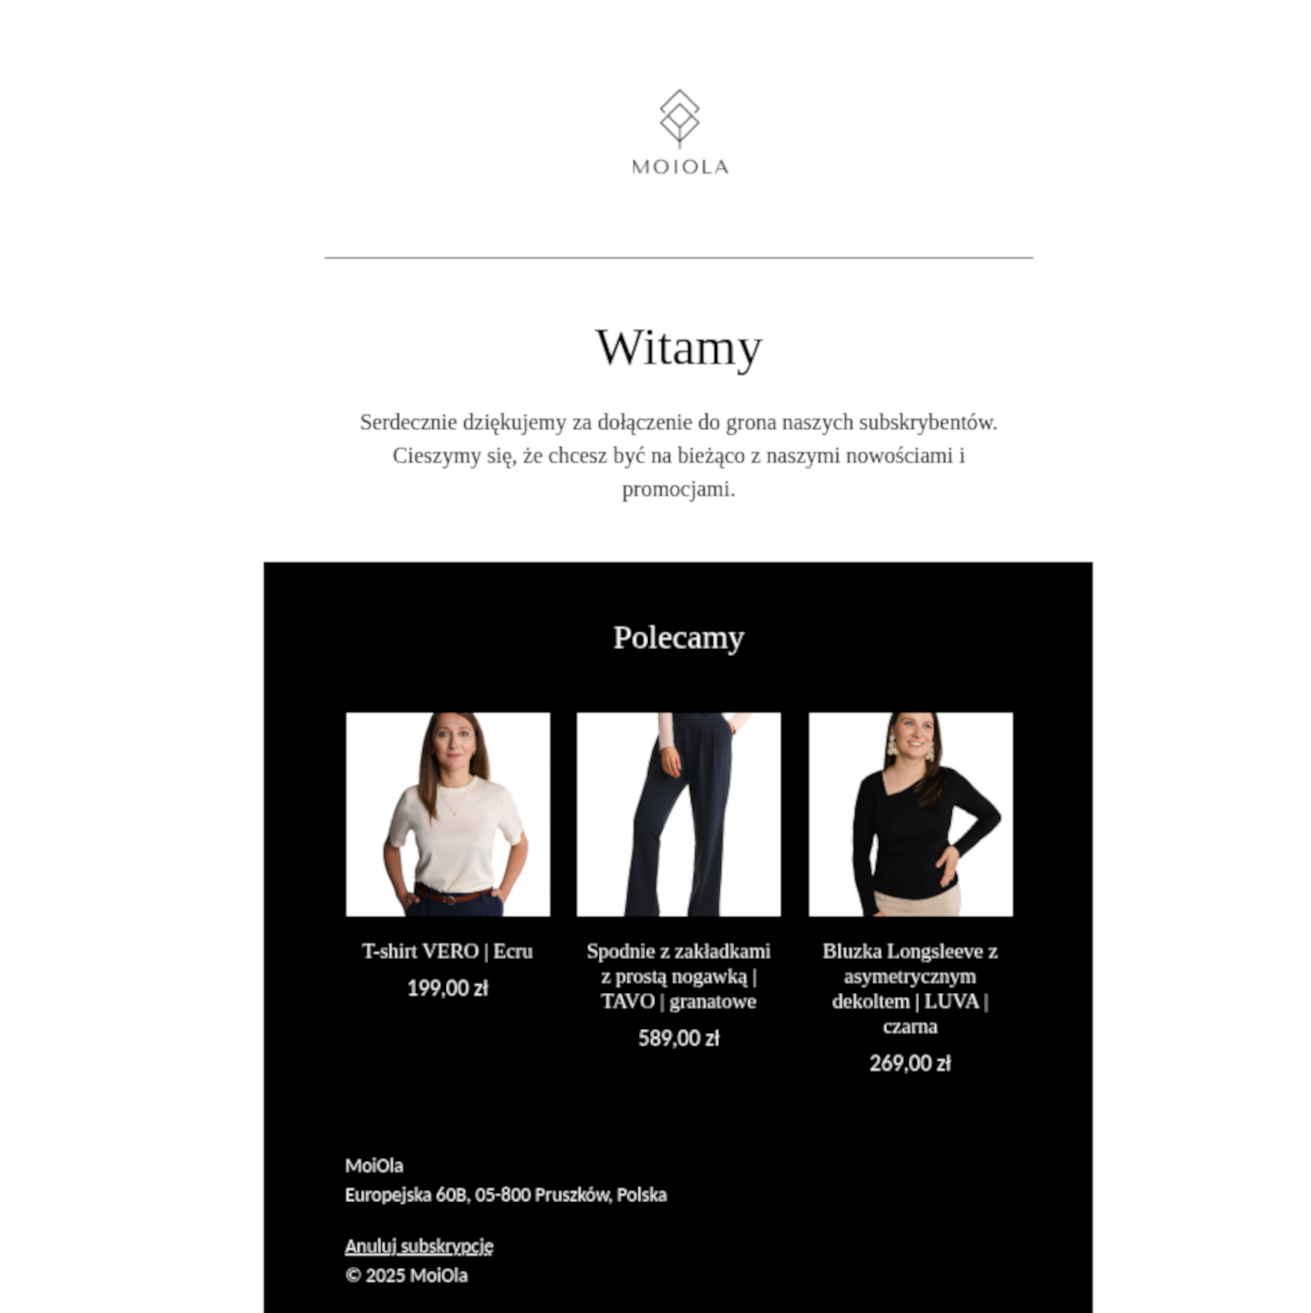 MOIOLA
Witamy
Serdecznie dziękujemy za dołączenie do grona naszych subskrybentów.
Cieszymy się, że chcesz być na bieżąco z naszymi nowościami i
promocjami.
Polecamy
T-shirt VERO | Ecru
199,00 zł
Spodnie z zakładkami
z prostą nogawką |
TAVO | granatowe
589,00 zł
Bluzka Longsleeve z
asymetrycznym
dekoltem | LUVA |
czarna
269,00 zł
MoiOla
Europejska 60B, 05-800 Pruszków, Polska
Anuluj subskrypcję
© 2025 MoiOla